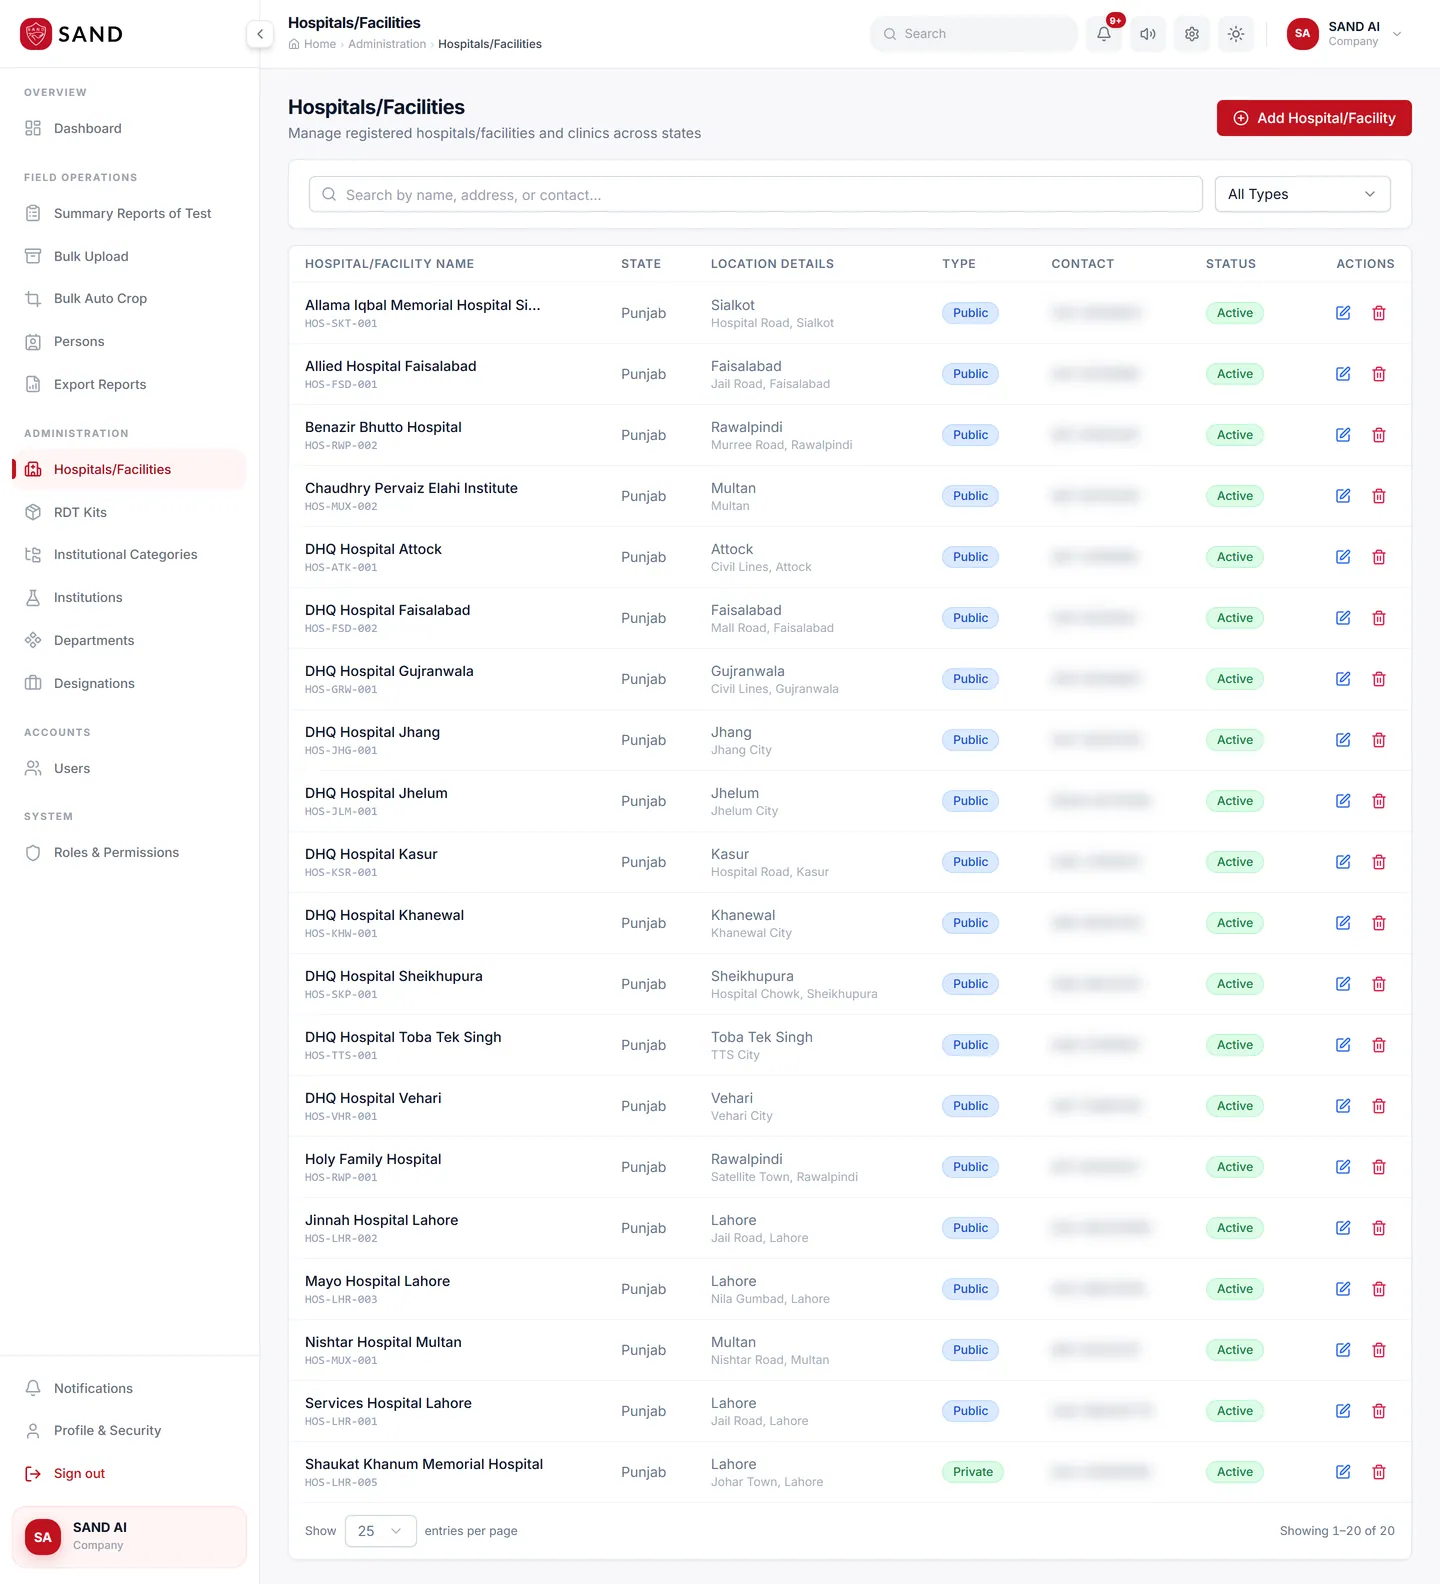 SAND
OVERVIEW
Dashboard
FIELD OPERATIONS
Summary Reports of Test
Bulk Upload
Bulk Auto Crop
Persons
Export Reports
ADMINISTRATION
Hospitals/Facilities
RDT Kits
Institutional Categories
Institutions
Departments
Designations
ACCOUNTS
Users
SYSTEM
Roles & Permissions
Notifications
Profile & Security
Sign out
SA
SAND AI
Company
Hospitals/Facilities
Home › Administration › Hospitals/Facilities
Search
9+
SA
SAND AI
Company
Hospitals/Facilities
Manage registered hospitals/facilities and clinics across states
Add Hospital/Facility
Search by name, address, or contact...
All Types
HOSPITAL/FACILITY NAME STATE LOCATION DETAILS TYPE CONTACT STATUS ACTIONS
Allama Iqbal Memorial Hospital Si... Punjab Sialkot Public Active
HOS-SKT-001 Hospital Road, Sialkot
Allied Hospital Faisalabad Punjab Faisalabad Public Active
HOS-FSD-001 Jail Road, Faisalabad
Benazir Bhutto Hospital Punjab Rawalpindi Public Active
HOS-RWP-002 Murree Road, Rawalpindi
Chaudhry Pervaiz Elahi Institute Punjab Multan Public Active
HOS-MUX-002 Multan
DHQ Hospital Attock Punjab Attock Public Active
HOS-ATK-001 Civil Lines, Attock
DHQ Hospital Faisalabad Punjab Faisalabad Public Active
HOS-FSD-002 Mall Road, Faisalabad
DHQ Hospital Gujranwala Punjab Gujranwala Public Active
HOS-GRW-001 Civil Lines, Gujranwala
DHQ Hospital Jhang Punjab Jhang Public Active
HOS-JHG-001 Jhang City
DHQ Hospital Jhelum Punjab Jhelum Public Active
HOS-JLM-001 Jhelum City
DHQ Hospital Kasur Punjab Kasur Public Active
HOS-KSR-001 Hospital Road, Kasur
DHQ Hospital Khanewal Punjab Khanewal Public Active
HOS-KHW-001 Khanewal City
DHQ Hospital Sheikhupura Punjab Sheikhupura Public Active
HOS-SKP-001 Hospital Chowk, Sheikhupura
DHQ Hospital Toba Tek Singh Punjab Toba Tek Singh Public Active
HOS-TTS-001 TTS City
DHQ Hospital Vehari Punjab Vehari Public Active
HOS-VHR-001 Vehari City
Holy Family Hospital Punjab Rawalpindi Public Active
HOS-RWP-001 Satellite Town, Rawalpindi
Jinnah Hospital Lahore Punjab Lahore Public Active
HOS-LHR-002 Jail Road, Lahore
Mayo Hospital Lahore Punjab Lahore Public Active
HOS-LHR-003 Nila Gumbad, Lahore
Nishtar Hospital Multan Punjab Multan Public Active
HOS-MUX-001 Nishtar Road, Multan
Services Hospital Lahore Punjab Lahore Public Active
HOS-LHR-001 Jail Road, Lahore
Shaukat Khanum Memorial Hospital Punjab Lahore Private Active
HOS-LHR-005 Johar Town, Lahore
Show 25 entries per page
Showing 1–20 of 20